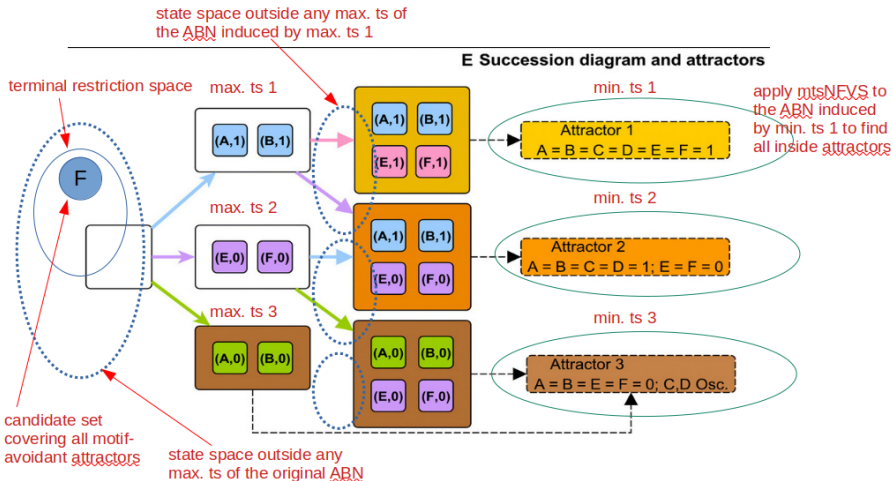 state space outside any max. ts of
the ABN induced by max. ts 1
E Succession diagram and attractors
terminal restriction space
max. ts 1
min. ts 1
apply mtsNFVS to
the ABN induced
by min. ts 1 to find
all inside attractors
F
(A,1) (B,1)
(A,1) (B,1)
(E,1) (F,1)
Attractor 1
A = B = C = D = E = F = 1
max. ts 2
min. ts 2
(E,0) (F,0)
(A,1) (B,1)
(E,0) (F,0)
Attractor 2
A = B = C = D = 1; E = F = 0
max. ts 3
min. ts 3
(A,0) (B,0)
(A,0) (B,0)
(E,0) (F,0)
Attractor 3
A = B = E = F = 0; C,D Osc.
candidate set
covering all motif-
avoidant attractors
state space outside any
max. ts of the original ABN